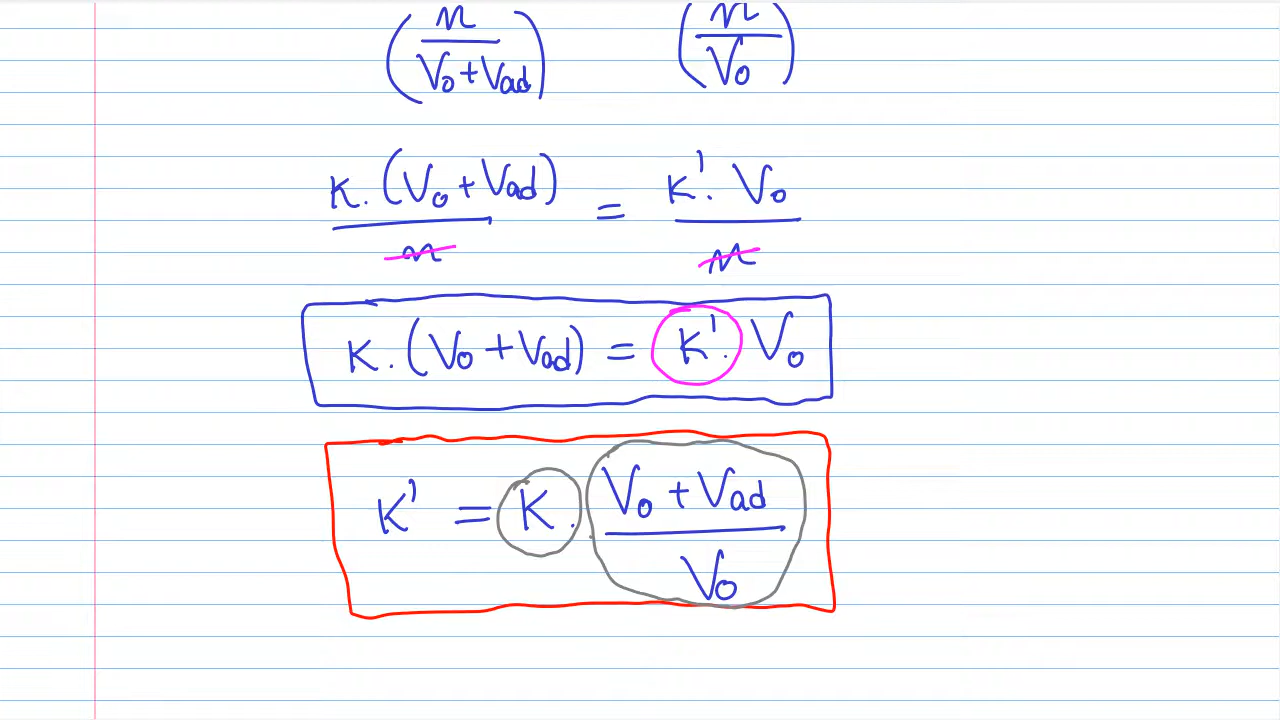 (n / (V₀ + Vad)) (n / V₀)
K · (V₀ + Vad) / n = K' · V₀ / n
K · (V₀ + Vad) = K' · V₀
K' = K · (V₀ + Vad) / V₀